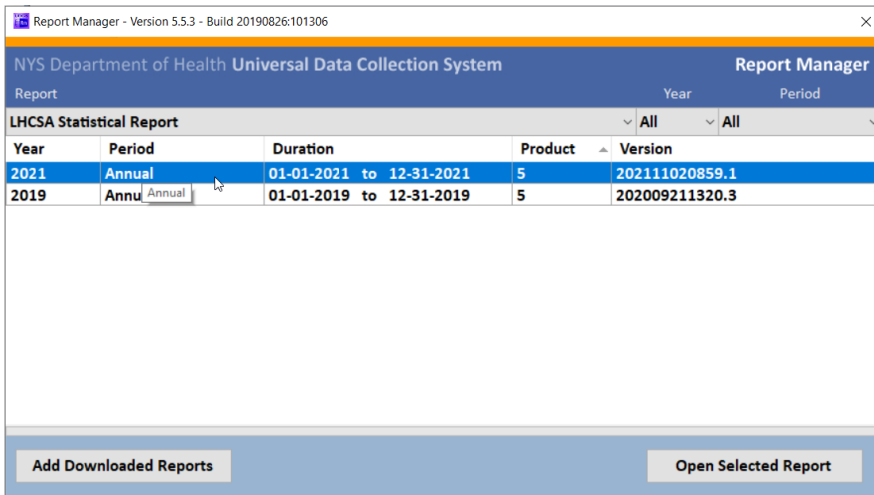 Report Manager - Version 5.5.3 - Build 20190826:101306
NYS Department of Health Universal Data Collection System Report Manager
Report Year Period
LHCSA Statistical Report All All
Year Period Duration Product Version
2021 Annual 01-01-2021 to 12-31-2021 5 202111020859.1
2019 Annu Annual 01-01-2019 to 12-31-2019 5 202009211320.3
Add Downloaded Reports Open Selected Report